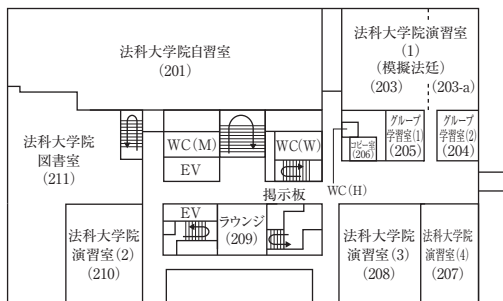 法科大学院自習室
(201)
法科大学院演習室
(1)
(模擬法廷)
(203)
(203-a)
法科大学院
図書室
(211)
WC(M)
EV
WC(W)
コピー室
(206)
グループ
学習室(1)
(205)
グループ
学習室(2)
(204)
掲示板
WC(H)
EV
ラウンジ
(209)
法科大学院
演習室(2)
(210)
法科大学院
演習室(3)
(208)
法科大学院
演習室(4)
(207)